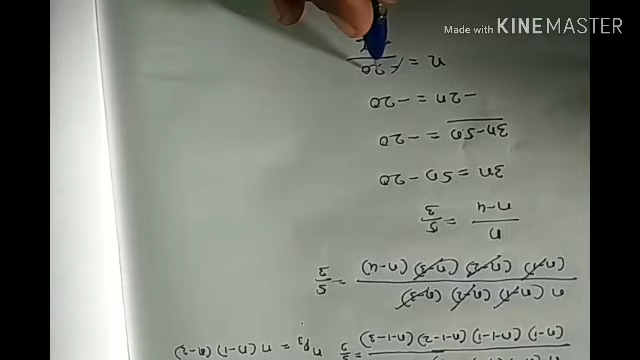 (n-1) (n-1-1) (n-1-2) (n-1-3) = 5/3 nP₃ = n (n-1) (n-2)
n (n-1) (n-2) (n-3)
(n-1) (n-2) (n-3) (n-4) = 5/3
n
n-4 = 5/3
3n = 5n - 20
3n - 5n = -20
-2n = -20
n = -20
Made with KINEMASTER